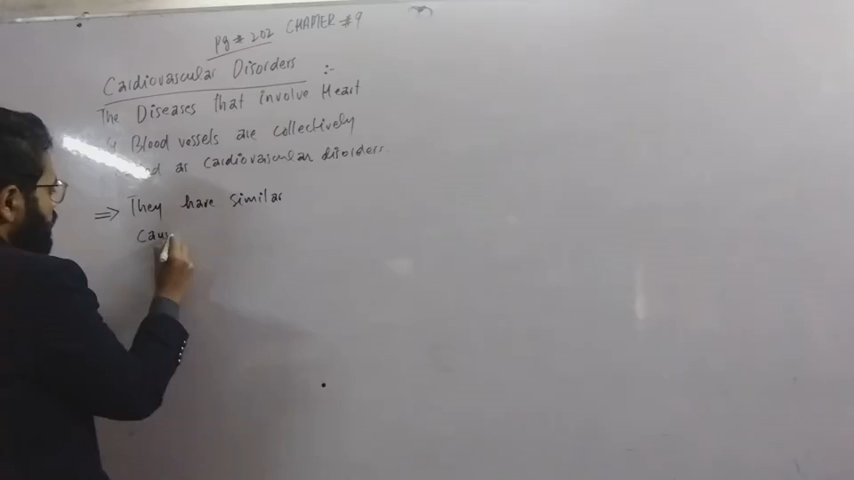 Pg # 202 CHAPTER #9
Cardiovascular Disorders :-
The Diseases that involve Heart
& Blood vessels are collectively
as cardiovascular disorders.
⇒ They have similar
Caus